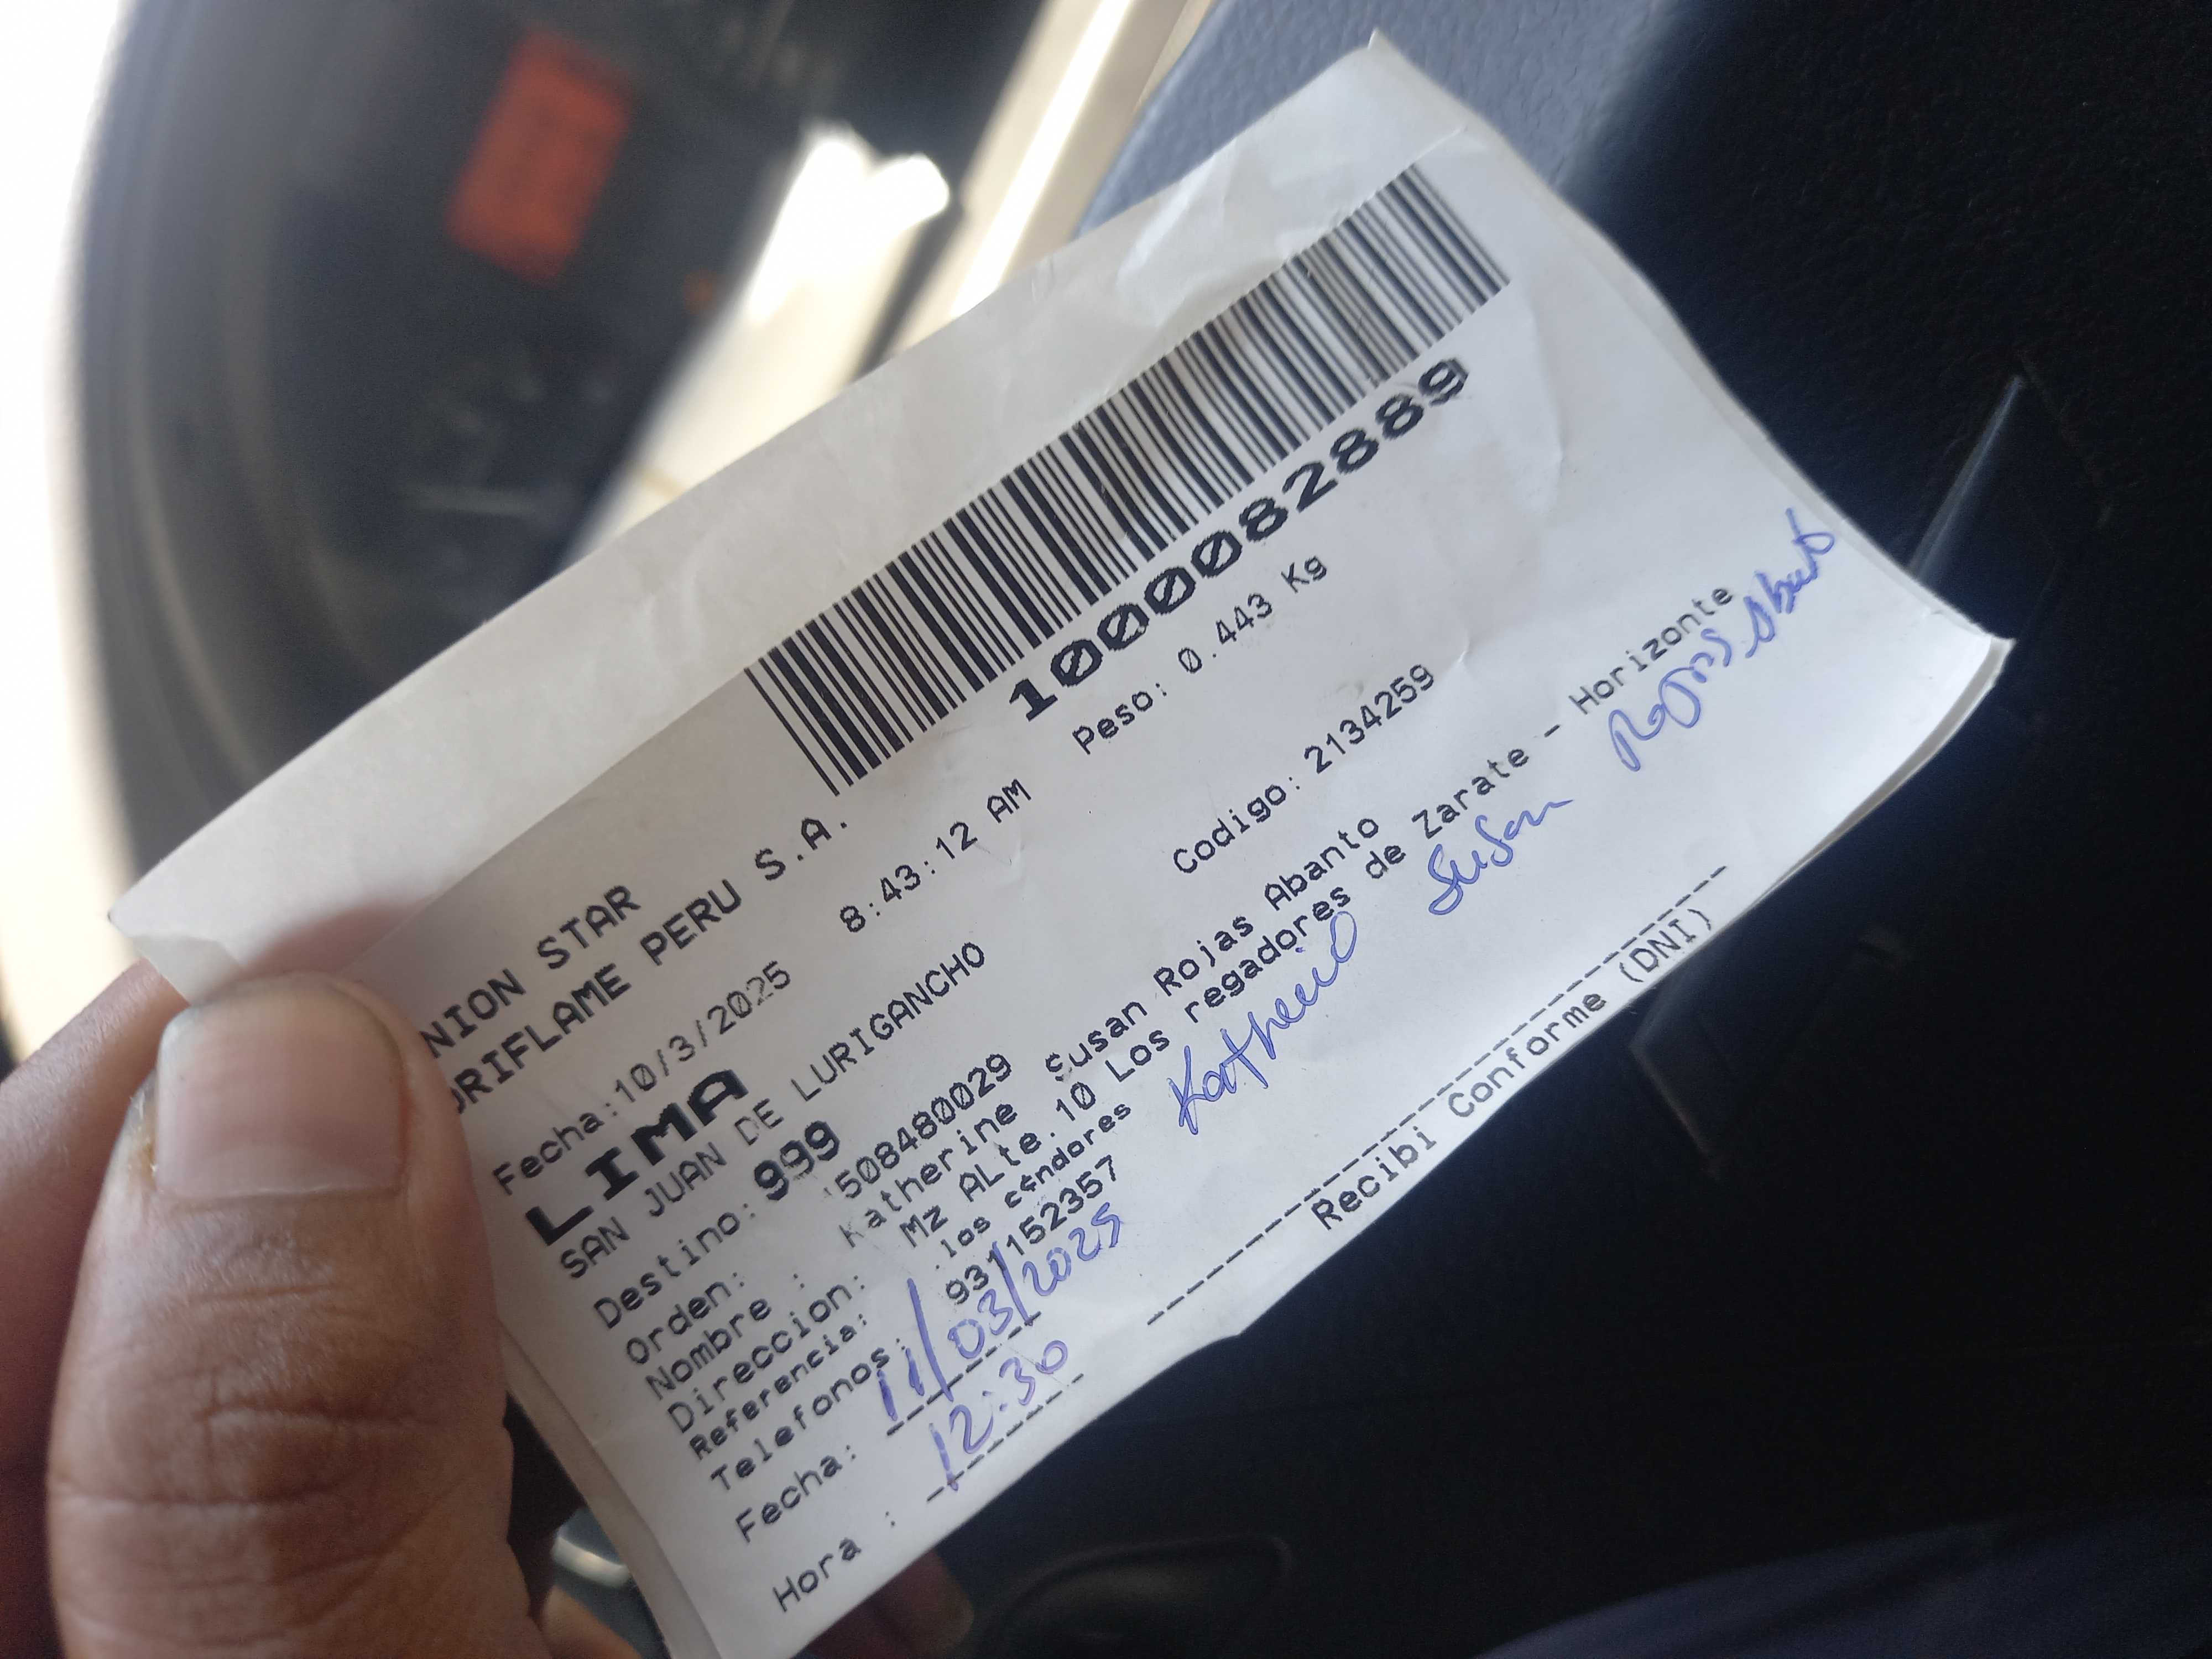 NION STAR
ORIFLAME PERU S.A.
10000082889
Fecha:10/3/2025 8:43:12 AM Peso: 0.443 Kg
LIMA
SAN JUAN DE LURIGANCHO
Destino: 999 Codigo: 2134259
Orden: 508480029
Nombre : Katherine Susan Rojas Abanto
Direccion: Mz ALte.10 Los regadores de Zarate - Horizonte
Referencia: los c¢ndores
Telefonos: 931152357
Katherine Susan Rojas Abanto
Fecha: 11/03/2025
Hora : 12:30
Recibi Conforme (DNI)